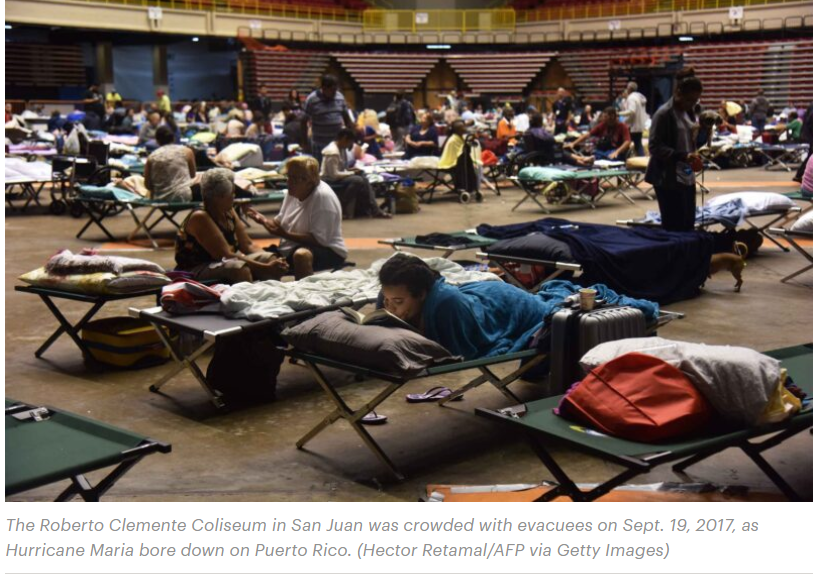 The Roberto Clemente Coliseum in San Juan was crowded with evacuees on Sept. 19, 2017, as
Hurricane Maria bore down on Puerto Rico. (Hector Retamal/AFP via Getty Images)